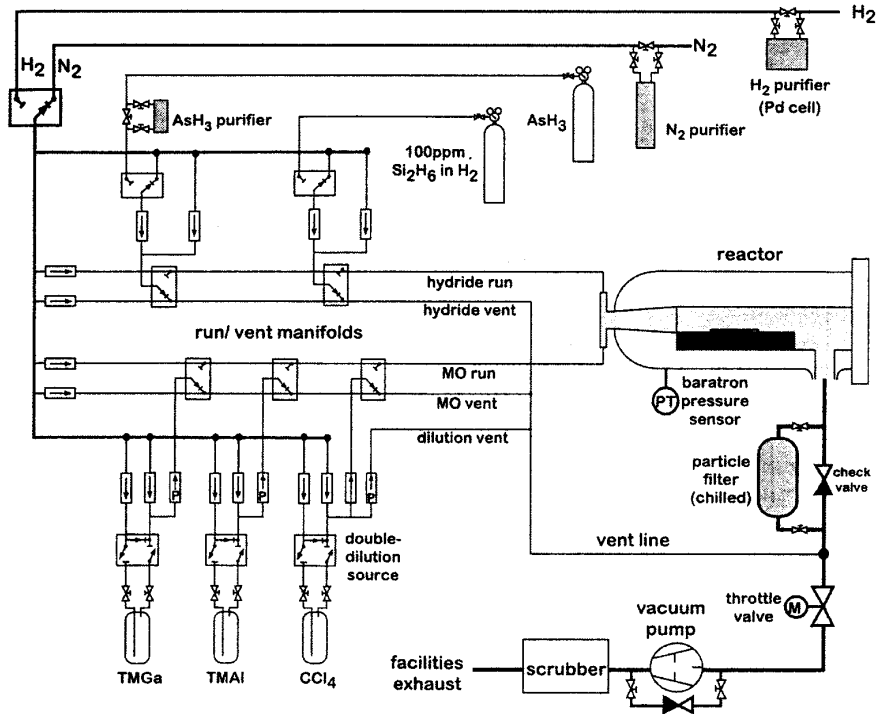 H2
N2
H2
N2
H2 purifier
(Pd cell)
AsH3 purifier
AsH3
N2 purifier
100ppm .
Si2H6 in H2
reactor
hydride run
hydride vent
run/ vent manifolds
MO run
MO vent
dilution vent
PT
baratron
pressure
sensor
particle
filter
(chilled)
check
valve
P
P
P
double-
dilution
source
vent line
throttle
valve
M
vacuum
pump
TMGa
TMAl
CCl4
facilities
exhaust
scrubber